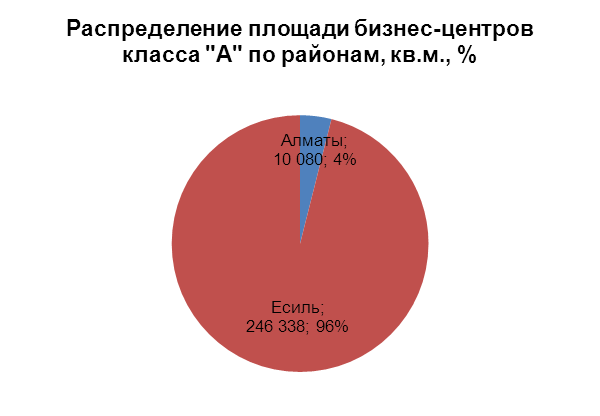 Распределение площади бизнес-центров
класса "А" по районам, кв.м., %
Алматы;
10 080; 4%
Есиль;
246 338; 96%